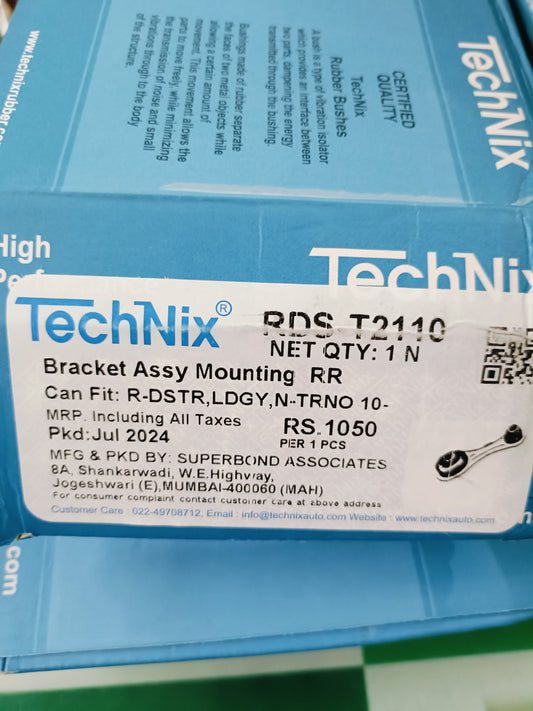 www.technixrubber.co
TechNix
CERTIFIED
QUALITY
TechNix
Rubber Bushes
A bush is a type of vibration isolator
which provides an interface between
two parts, dampening the energy
transmitted through the bushing.
Bushings made of rubber separate
the faces of two metal objects while
allowing a certain amount of
movement. This movement allows the
parts to move freely, while minimizing
the transmission of noise and small
vibrations through to the body
of the structure.
High
TechNix
TechNix®
RDS-T2110
NET QTY: 1 N
Bracket Assy Mounting RR
Can Fit: R-DSTR,LDGY,N-TRNO 10-
MRP. Including All Taxes
RS.1050
Pkd:Jul 2024
PER 1 PCS
MFG & PKD BY: SUPERBOND ASSOCIATES
8A, Shankarwadi, W.E.Highway,
Jogeshwari (E),MUMBAI-400060 (MAH)
For consumer complaint contact customer care at above address
Customer Care : 022-49708712, Email : info@technixauto.com Website : www.technixauto.com
.com